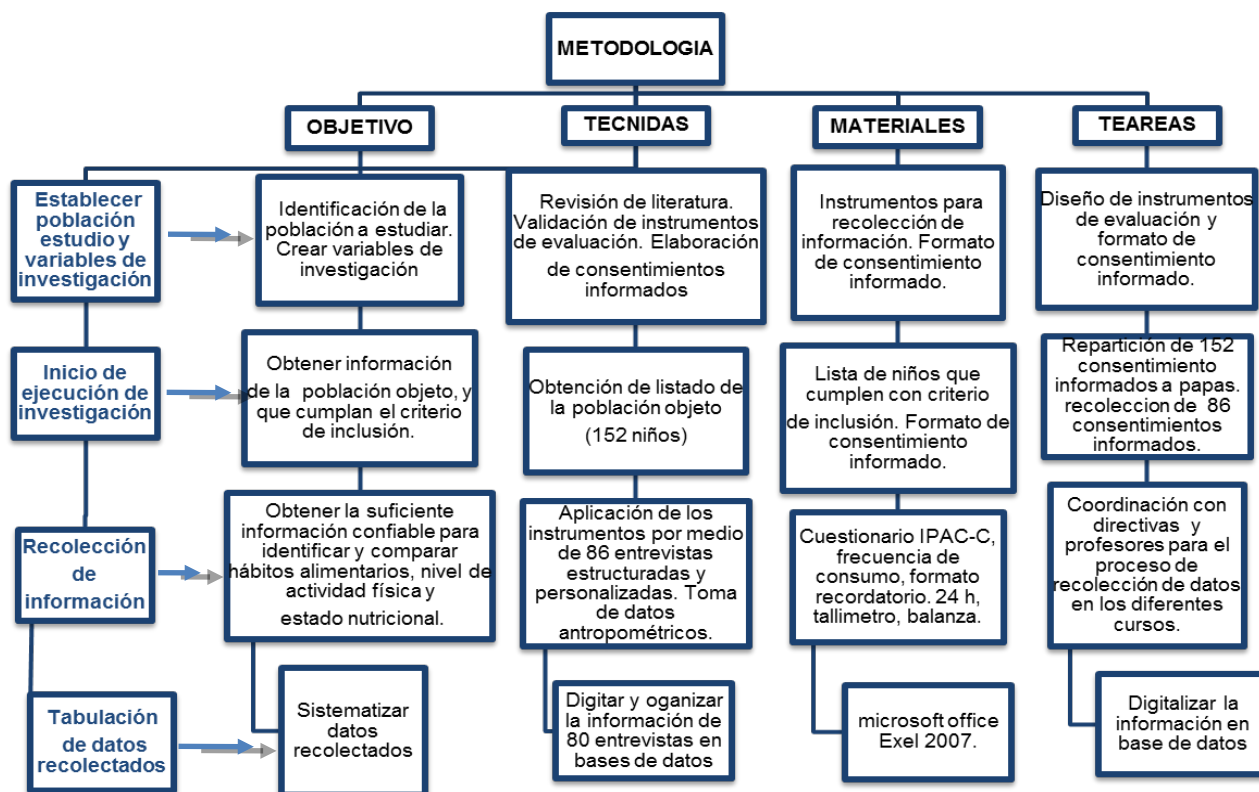 METODOLOGIA
OBJETIVO
TECNIDAS
MATERIALES
TEAREAS
Establecer
población
estudio y
variables de
investigación
Identificación de la
población a estudiar.
Crear variables de
investigación
Revisión de literatura.
Validación de instrumentos
de evaluación. Elaboración
de consentimientos
informados
Instrumentos para
recolección de
información. Formato
de consentimiento
informado.
Diseño de instrumentos
de evaluación y
formato de
consentimiento
informado.
Inicio de
ejecución de
investigación
Obtener información
de la población objeto, y
que cumplan el criterio
de inclusión.
Obtención de listado de
la población objeto
(152 niños)
Lista de niños que
cumplen con criterio
de inclusión. Formato de
consentimiento
informado.
Repartición de 152
consentimiento
informados a papas.
recoleccion de 86
consentimientos
informados.
Recolección
de
información
Obtener la suficiente
información confiable para
identificar y comparar
hábitos alimentarios, nivel de
actividad física y
estado nutricional.
Aplicación de los
instrumentos por medio
de 86 entrevistas
estructuradas y
personalizadas. Toma
de datos
antropométricos.
Cuestionario IPAC-C,
frecuencia de
consumo, formato
recordatorio. 24 h,
tallimetro, balanza.
Coordinación con
directivas y
profesores para el
proceso de
recolección de datos
en los diferentes
cursos.
Tabulación
de datos
recolectados
Sistematizar
datos
recolectados
Digitar y oganizar
la información de
80 entrevistas en
bases de datos
microsoft office
Exel 2007.
Digitalizar la
información en
base de datos